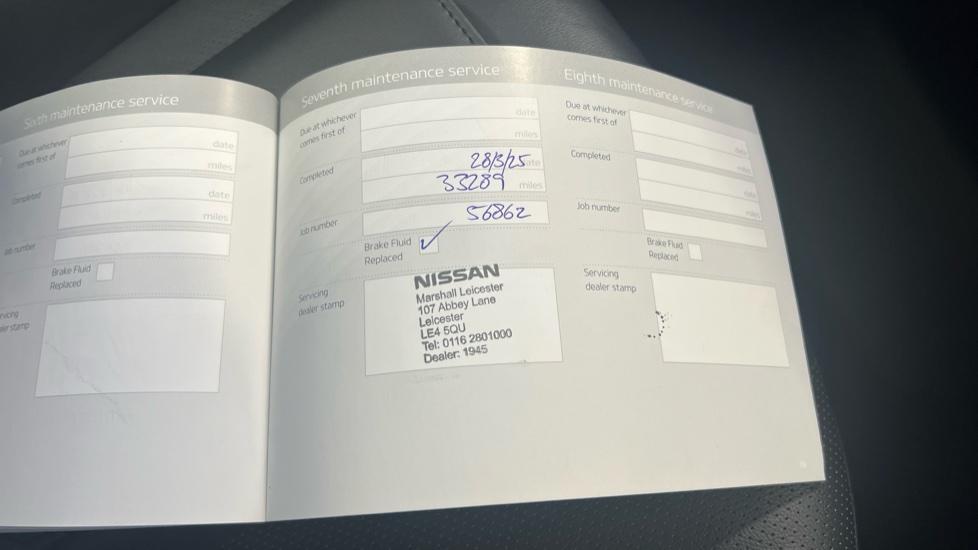 Sixth maintenance service
Due at whichever
comes first of
date
miles
Completed
date
miles
Job number
Brake Fluid
Replaced
Servicing
dealer stamp
Seventh maintenance service
Due at whichever
comes first of
date
miles
Completed
28/3/25 date
33289 miles
Job number
56862
Brake Fluid
Replaced
✓
Servicing
dealer stamp
NISSAN
Marshall Leicester
107 Abbey Lane
Leicester
LE4 5QU
Tel: 0116 2801000
Dealer: 1945
Eighth maintenance service
Due at whichever
comes first of
date
miles
Completed
date
miles
Job number
Brake Fluid
Replaced
Servicing
dealer stamp